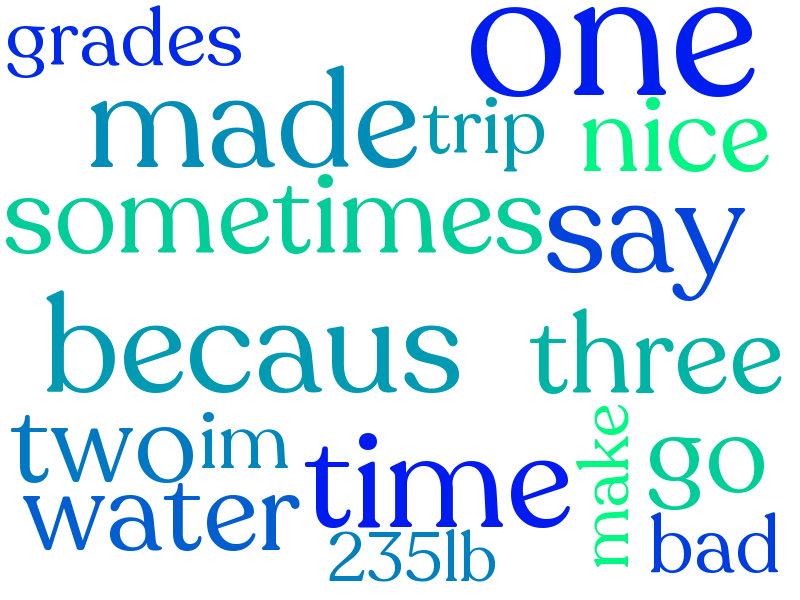 grades one
made trip nice
sometimes say
becaus three
two im time make go
water 235lb bad